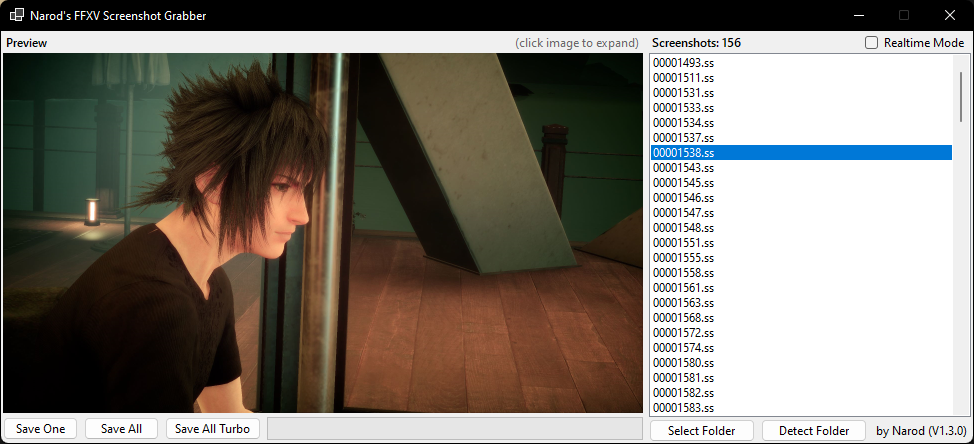 Narod's FFXV Screenshot Grabber
Preview
(click image to expand)
Screenshots: 156
Realtime Mode
00001493.ss
00001511.ss
00001531.ss
00001533.ss
00001534.ss
00001537.ss
00001538.ss
00001543.ss
00001545.ss
00001546.ss
00001547.ss
00001548.ss
00001551.ss
00001555.ss
00001558.ss
00001561.ss
00001563.ss
00001568.ss
00001572.ss
00001574.ss
00001580.ss
00001581.ss
00001582.ss
00001583.ss
Save One
Save All
Save All Turbo
Select Folder
Detect Folder
by Narod (V1.3.0)